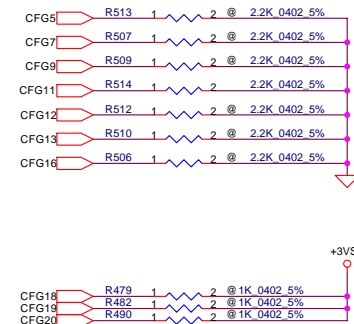 CFG5 R513 1 2 @ 2.2K_0402_5%
CFG7 R507 1 2 @ 2.2K_0402_5%
CFG9 R509 1 2 @ 2.2K_0402_5%
CFG11 R514 1 2 @ 2.2K_0402_5%
CFG12 R512 1 2 @ 2.2K_0402_5%
CFG13 R510 1 2 @ 2.2K_0402_5%
CFG16 R506 1 2 @ 2.2K_0402_5%
+3VS
CFG18 R479 1 2 @ 1K_0402_5%
CFG19 R482 1 2 @ 1K_0402_5%
CFG20 R490 1 2 @ 1K_0402_5%